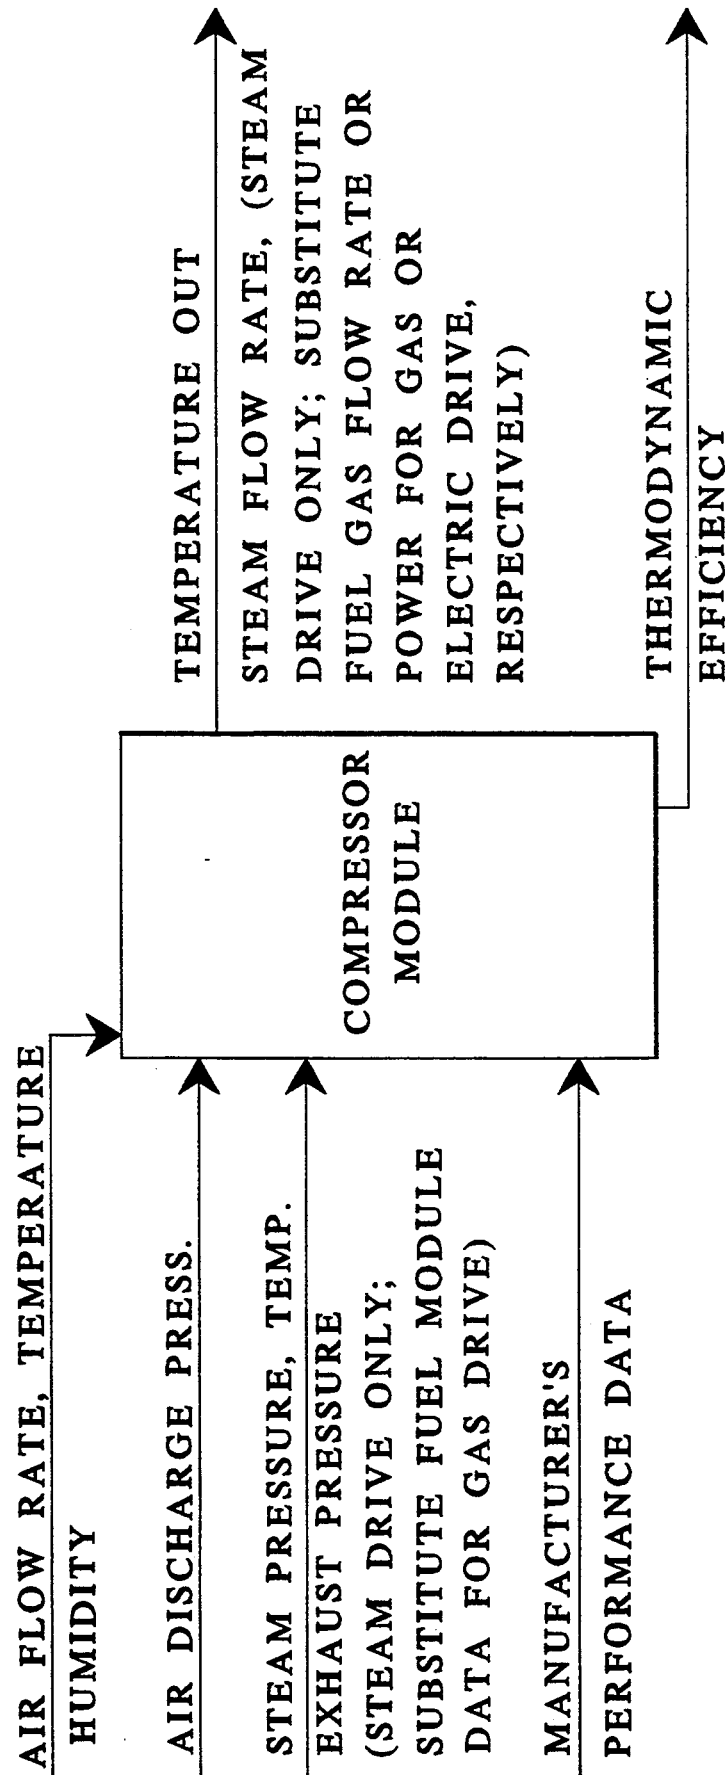 AIR FLOW RATE, TEMPERATURE
HUMIDITY
AIR DISCHARGE PRESS.
STEAM PRESSURE, TEMP.
EXHAUST PRESSURE
(STEAM DRIVE ONLY;
SUBSTITUTE FUEL MODULE
DATA FOR GAS DRIVE)
MANUFACTURER'S
PERFORMANCE DATA
COMPRESSOR
MODULE
TEMPERATURE OUT
STEAM FLOW RATE, (STEAM
DRIVE ONLY; SUBSTITUTE
FUEL GAS FLOW RATE OR
POWER FOR GAS OR
ELECTRIC DRIVE,
RESPECTIVELY)
THERMODYNAMIC
EFFICIENCY